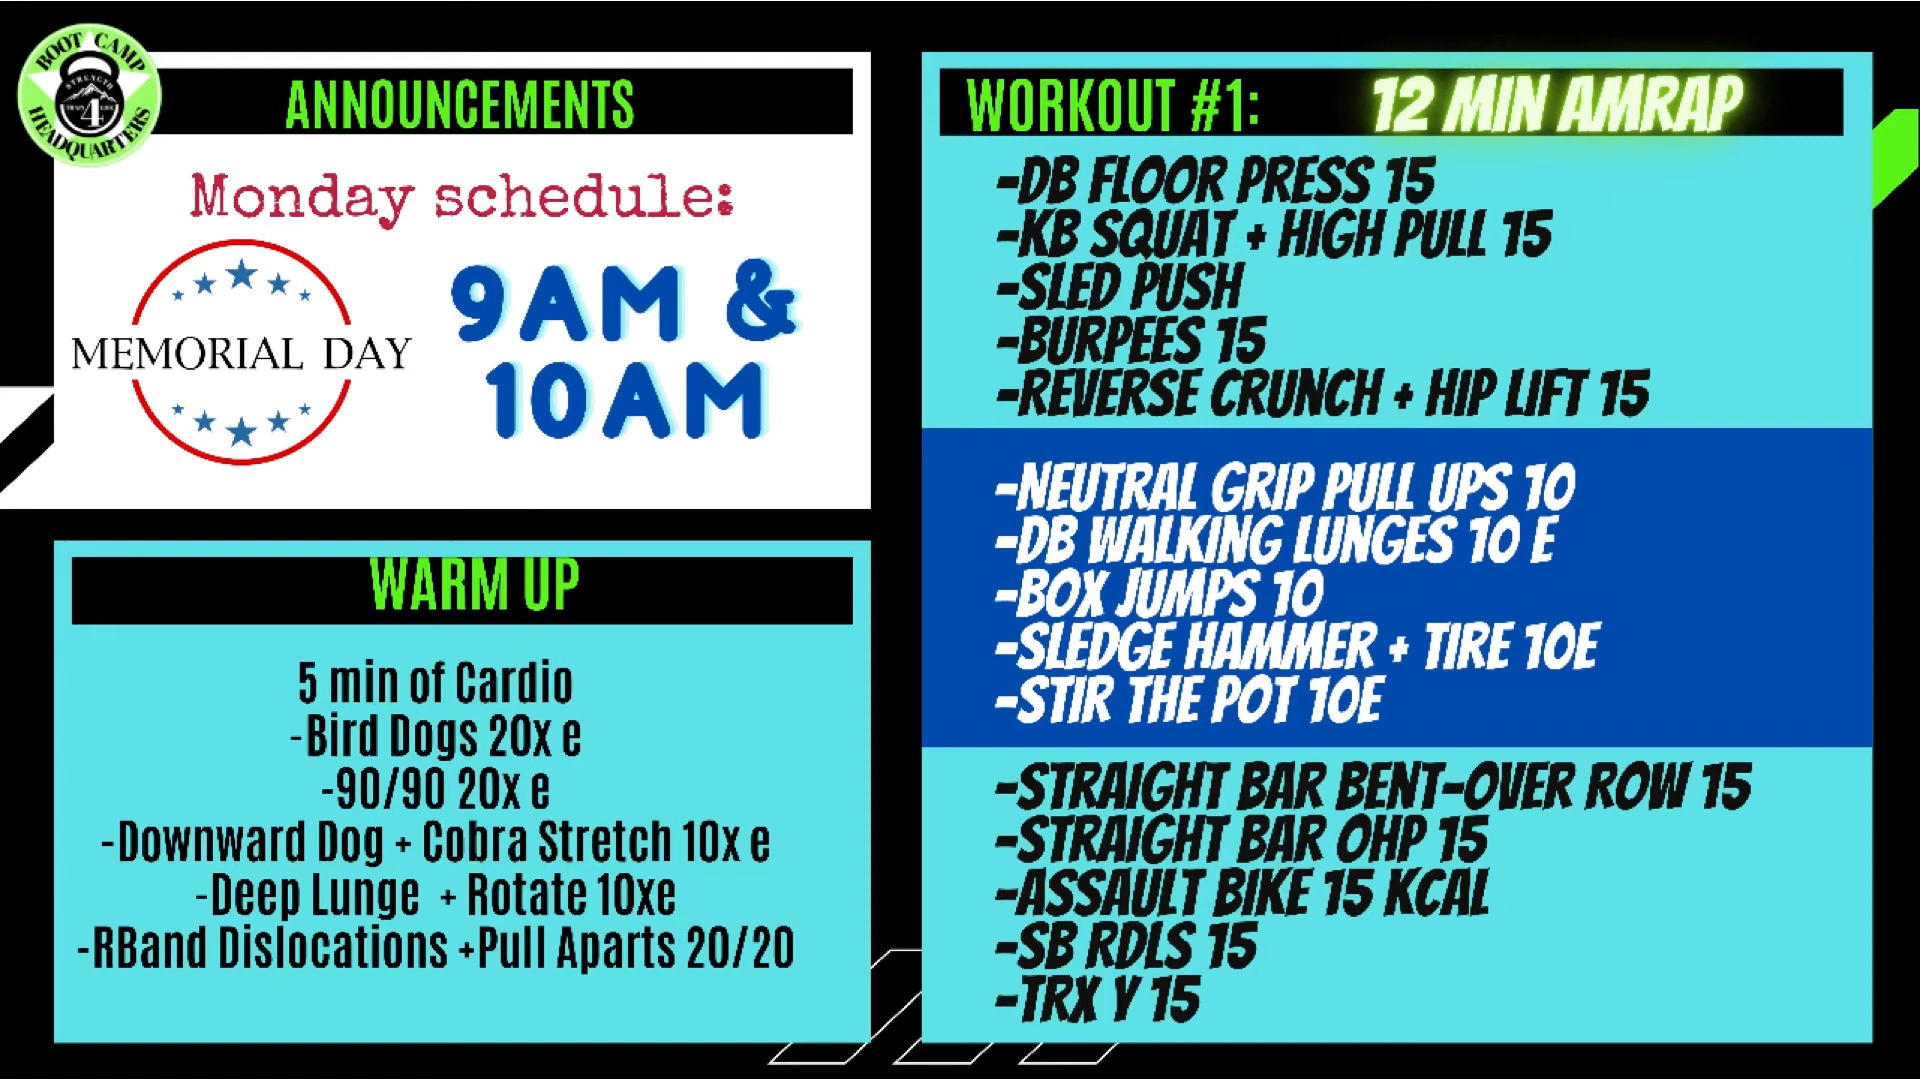 BOOT CAMP
STRENGTH
TRAIN 4 LIFE
HEADQUARTERS
ANNOUNCEMENTS
Monday schedule:
MEMORIAL DAY
9AM &
10AM
WARM UP
5 min of Cardio
-Bird Dogs 20x e
-90/90 20x e
-Downward Dog + Cobra Stretch 10x e
-Deep Lunge + Rotate 10xe
-RBand Dislocations +Pull Aparts 20/20
WORKOUT #1: 12 MIN AMRAP
-DB FLOOR PRESS 15
-KB SQUAT + HIGH PULL 15
-SLED PUSH
-BURPEES 15
-REVERSE CRUNCH + HIP LIFT 15
-NEUTRAL GRIP PULL UPS 10
-DB WALKING LUNGES 10 E
-BOX JUMPS 10
-SLEDGE HAMMER + TIRE 10E
-STIR THE POT 10E
-STRAIGHT BAR BENT-OVER ROW 15
-STRAIGHT BAR OHP 15
-ASSAULT BIKE 15 KCAL
-SB RDLS 15
-TRX Y 15